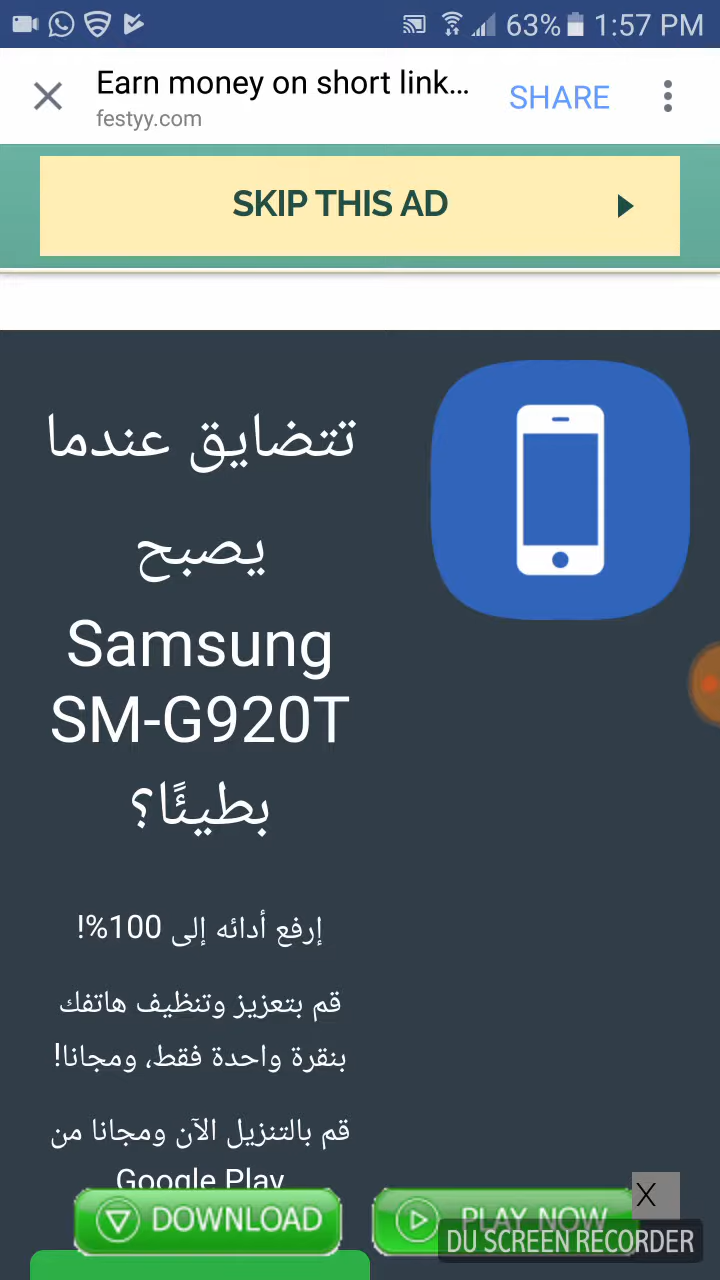 63% 1:57 PM
Earn money on short link...
SHARE
festyy.com
SKIP THIS AD
تتضايق عندما
يصبح
Samsung
SM-G920T
بطيئًا؟
إرفع أدائه إلى 100%!
قم بتعزيز وتنظيف هاتفك
بنقرة واحدة فقط، ومجانا!
قم بالتنزيل الآن ومجانا من
Google Play
X
DOWNLOAD
PLAY NOW
DU SCREEN RECORDER